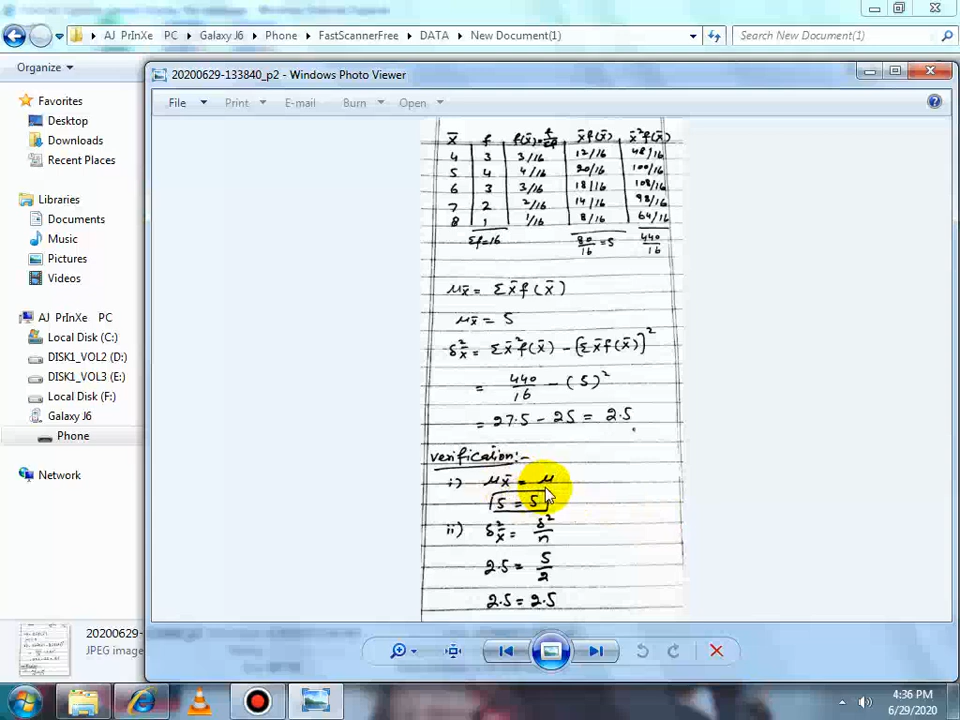 AJ PrInXe PC
Galaxy J6
Phone
FastScannerFree
DATA
New Document(1)
Search New Document(1)
Organize
20200629-133840_p2 - Windows Photo Viewer
File
Print
E-mail
Burn
Open
Favorites
Desktop
Downloads
Recent Places
Libraries
Documents
Music
Pictures
Videos
AJ PrInXe PC
Local Disk (C:)
DISK1_VOL2 (D:)
DISK1_VOL3 (E:)
Local Disk (F:)
Galaxy J6
Phone
Network
20200629-133
JPEG image
x̄ f f(x̄)=f/Σf x̄f(x̄) x̄²f(x̄)
4 3 3/16 12/16 48/16
5 4 4/16 20/16 100/16
6 3 3/16 18/16 108/16
7 2 2/16 14/16 98/16
8 1 1/16 8/16 64/16
Σf=16 80/16=5 440/16
μx̄ = Σx̄f(x̄)
μx̄ = 5
δ²x̄ = Σx̄²f(x̄) - [Σx̄f(x̄)]²
= 440/16 - (5)²
= 27.5 - 25 = 2.5
verification:-
i) μx̄ = μ
5 = 5
ii) δ²x̄ = δ²/n
2.5 = 5/2
2.5 = 2.5
4:36 PM
6/29/2020